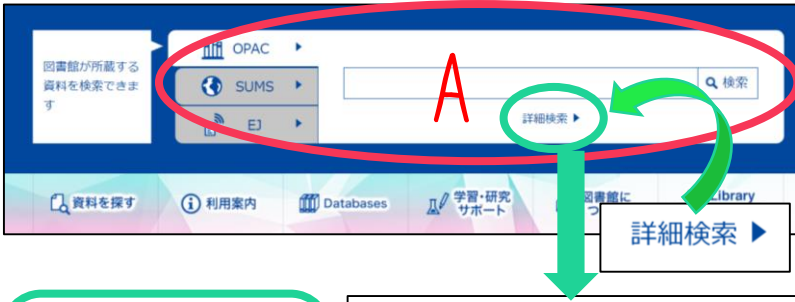 図書館が所蔵する
資料を検索できま
す
OPAC ▶
SUMS ▶
EJ ▶
A
検索
詳細検索 ▶
資料を探す
利用案内
Databases
学習・研究
サポート
図書館に
つ
Library
詳細検索 ▶